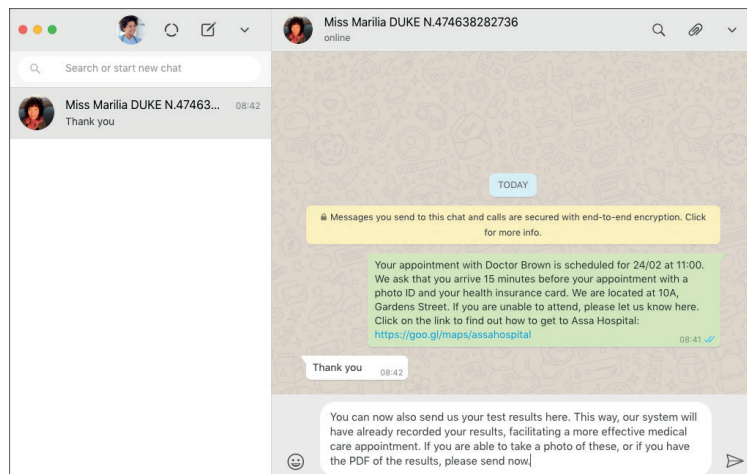 Miss Marilia DUKE N.474638282736
online
Search or start new chat
Miss Marilia DUKE N.47463... 08:42
Thank you
TODAY
Messages you send to this chat and calls are secured with end-to-end encryption. Click
for more info.
Your appointment with Doctor Brown is scheduled for 24/02 at 11:00.
We ask that you arrive 15 minutes before your appointment with a
photo ID and your health insurance card. We are located at 10A,
Gardens Street. If you are unable to attend, please let us know here.
Click on the link to find out how to get to Assa Hospital:
https://goo.gl/maps/assahospital
08:41
Thank you 08:42
You can now also send us your test results here. This way, our system will
have already recorded your results, facilitating a more effective medical
care appointment. If you are able to take a photo of these, or if you have
the PDF of the results, please send now.